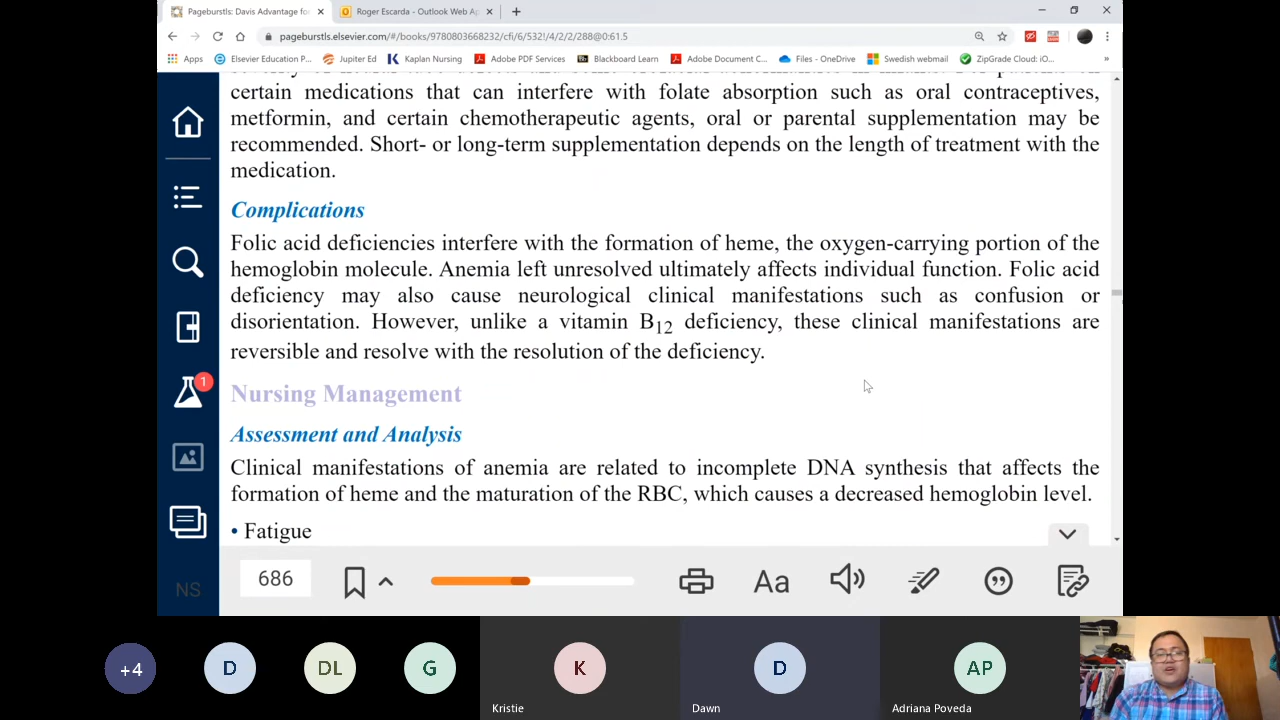 Pageburstls: Davis Advantage fo
Roger Escarda - Outlook Web Ap
pageburstls.elsevier.com/#/books/9780803668232/cfi/6/532!/4/2/2/288@0:61.5
Apps
Elsevier Education P...
Jupiter Ed
Kaplan Nursing
Adobe PDF Services
Blackboard Learn
Adobe Document C...
Files - OneDrive
Swedish webmail
ZipGrade Cloud: iO...
certain medications that can interfere with folate absorption such as oral contraceptives,
metformin, and certain chemotherapeutic agents, oral or parental supplementation may be
recommended. Short- or long-term supplementation depends on the length of treatment with the
medication.
Complications
Folic acid deficiencies interfere with the formation of heme, the oxygen-carrying portion of the
hemoglobin molecule. Anemia left unresolved ultimately affects individual function. Folic acid
deficiency may also cause neurological clinical manifestations such as confusion or
disorientation. However, unlike a vitamin B12 deficiency, these clinical manifestations are
reversible and resolve with the resolution of the deficiency.
Nursing Management
Assessment and Analysis
Clinical manifestations of anemia are related to incomplete DNA synthesis that affects the
formation of heme and the maturation of the RBC, which causes a decreased hemoglobin level.
• Fatigue
1
NS
686
Aa
+4
D
DL
G
K
D
AP
Kristie
Dawn
Adriana Poveda